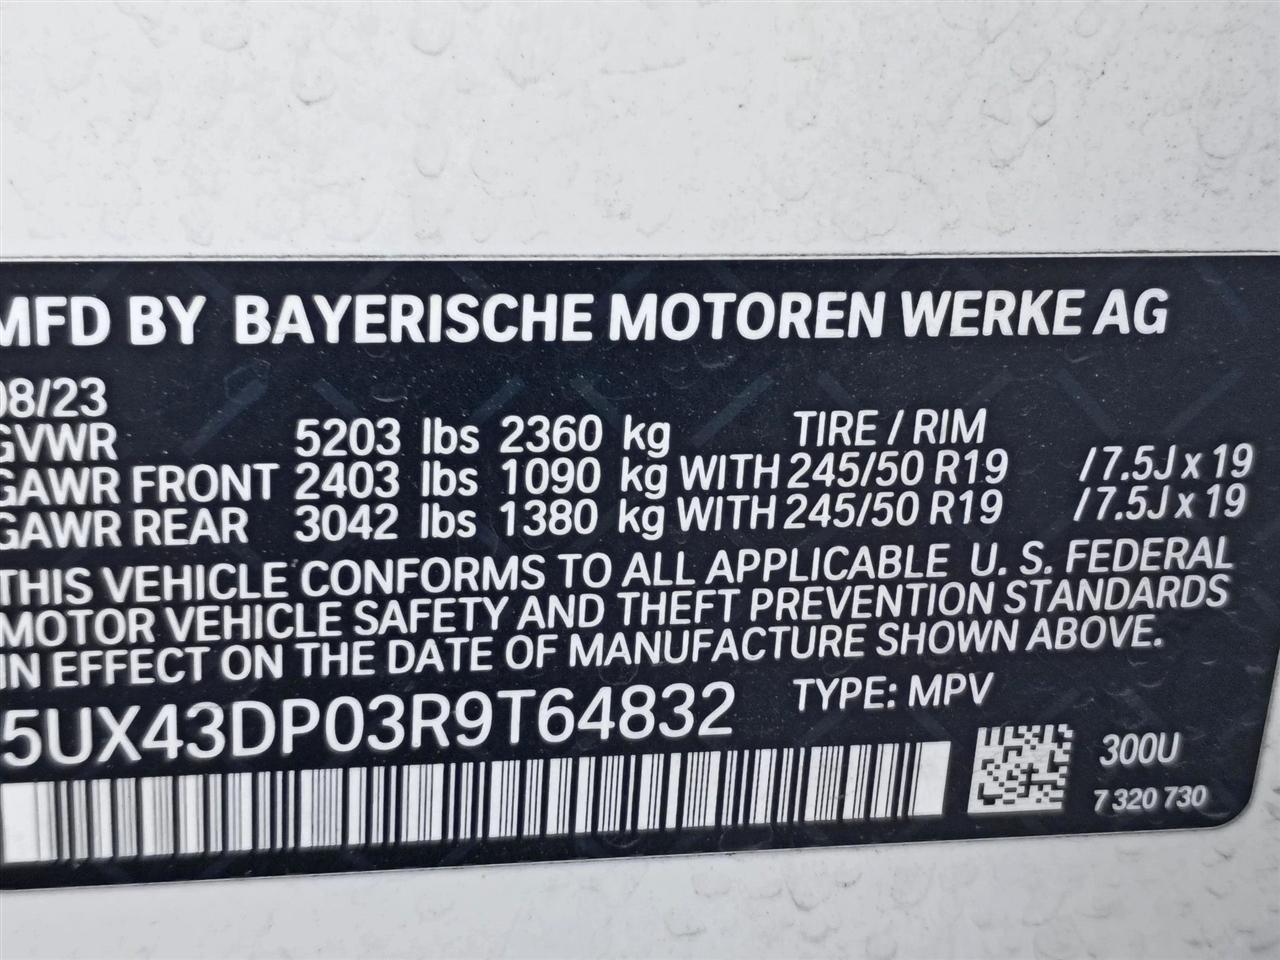 MFD BY BAYERISCHE MOTOREN WERKE AG
08/23
GVWR 5203 lbs 2360 kg TIRE / RIM
GAWR FRONT 2403 lbs 1090 kg WITH 245/50 R19 / 7.5J x 19
GAWR REAR 3042 lbs 1380 kg WITH 245/50 R19 / 7.5J x 19
THIS VEHICLE CONFORMS TO ALL APPLICABLE U. S. FEDERAL
MOTOR VEHICLE SAFETY AND THEFT PREVENTION STANDARDS
IN EFFECT ON THE DATE OF MANUFACTURE SHOWN ABOVE.
5UX43DP03R9T64832 TYPE: MPV
300U
7 320 730